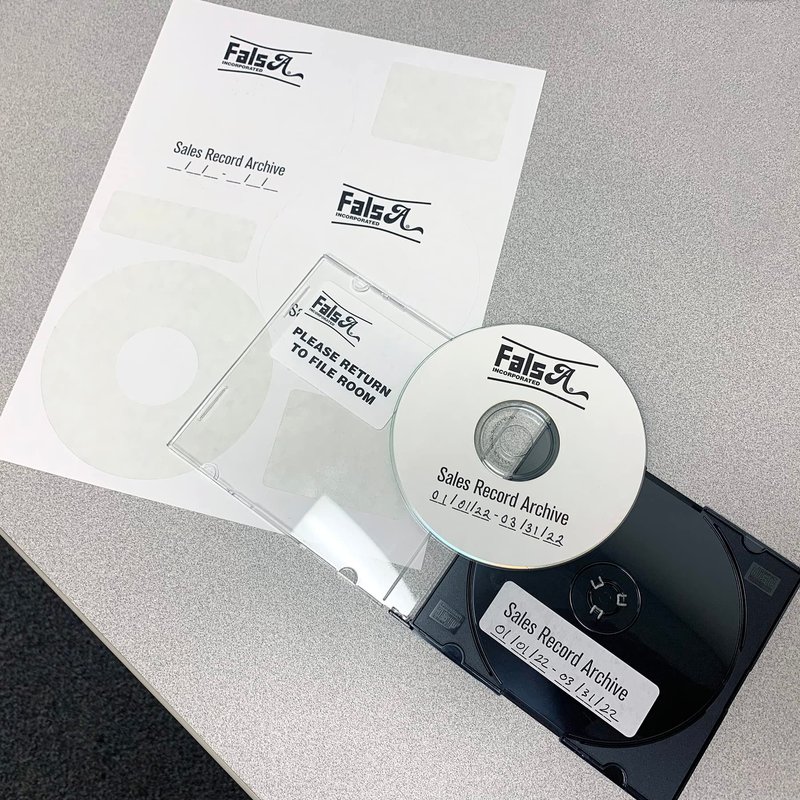 FalsA
INCORPORATED
Sales Record Archive
__/__/__-__/__/__
FalsA
INCORPORATED
FalsA
INCORPORATED
PLEASE RETURN
TO FILE ROOM
FalsA
INCORPORATED
Sales Record Archive
01/01/22-03/31/22
Sales Record Archive
01/01/22-03/31/22